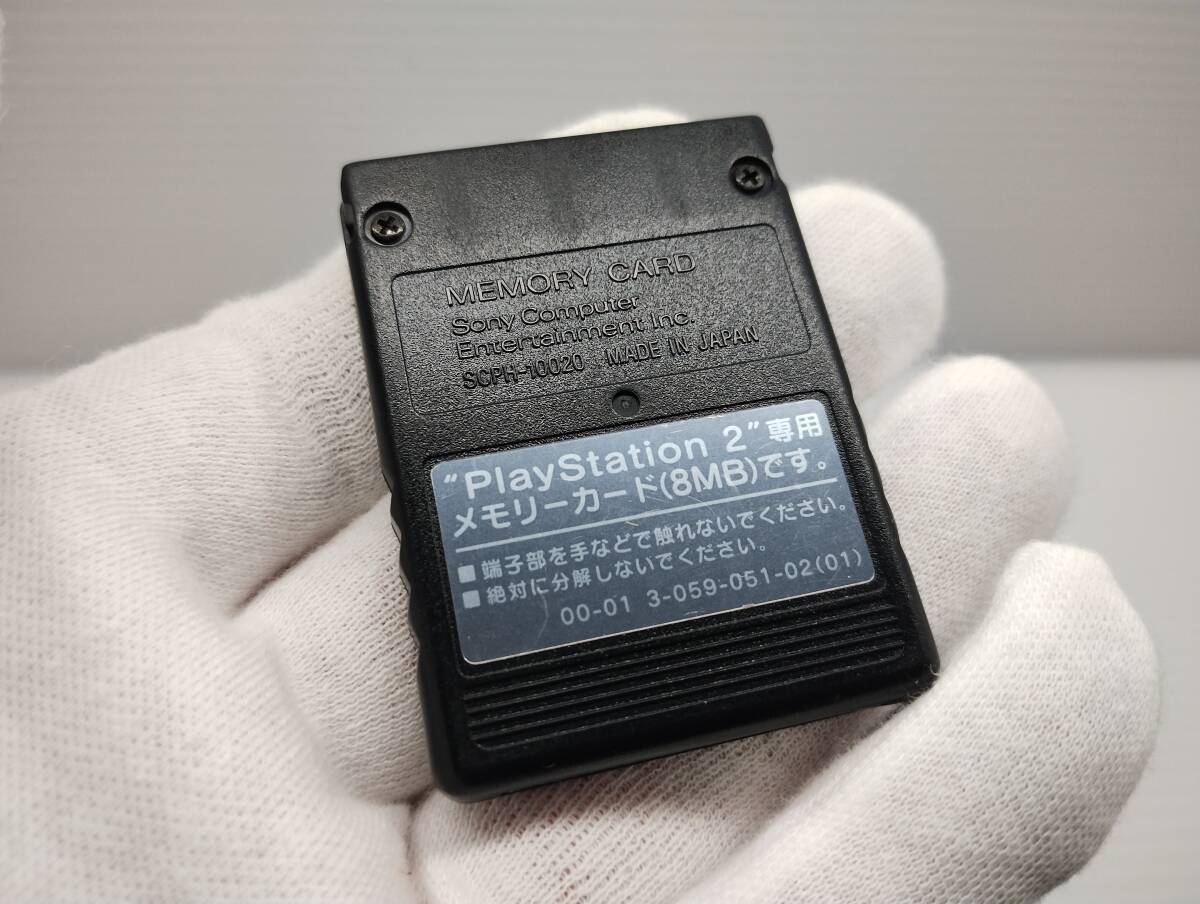 MEMORY CARD
Sony Computer
Entertainment Inc.
SCPH-10020 MADE IN JAPAN
"PlayStation 2"専用
メモリーカード(8MB)です。
■ 端子部を手などで触れないでください。
■ 絶対に分解しないでください。
00-01 3-059-051-02(01)